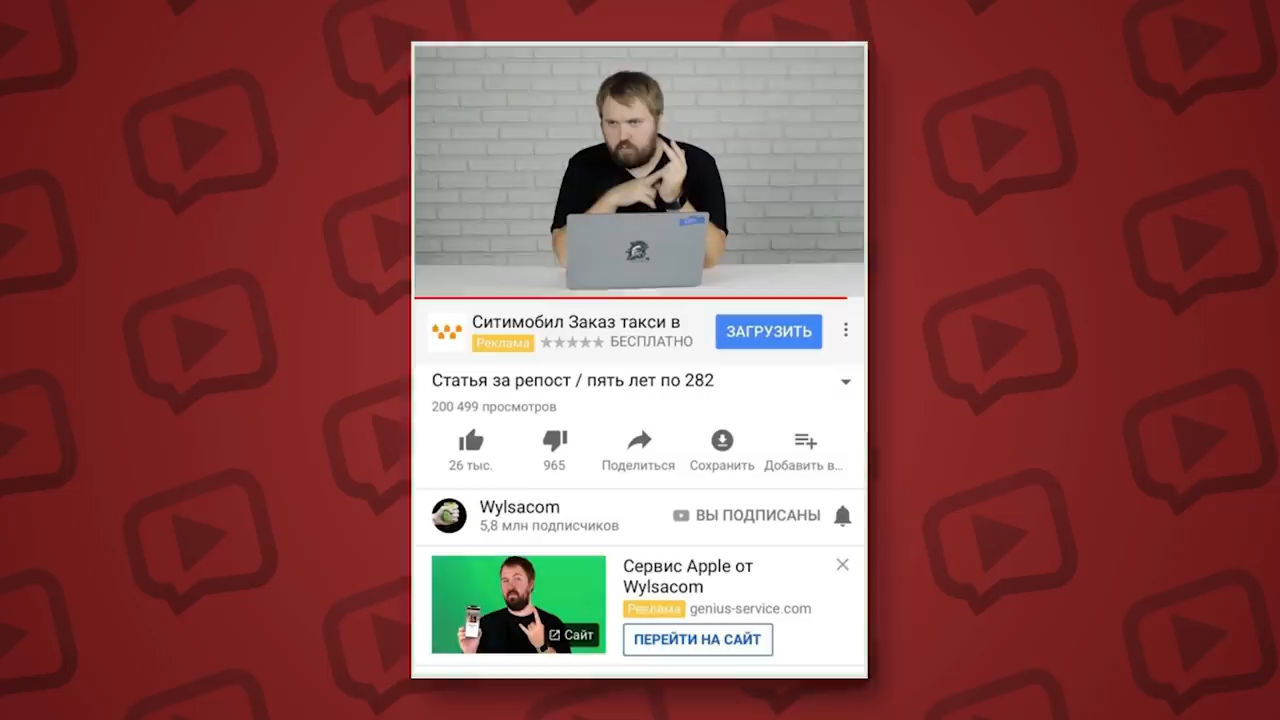 Ситимобил Заказ такси в
Реклама БЕСПЛАТНО
ЗАГРУЗИТЬ
Статья за репост / пять лет по 282
200 499 просмотров
26 тыс. 965 Поделиться Сохранить Добавить в...
Wylsacom
5,8 млн подписчиков
ВЫ ПОДПИСАНЫ
Сайт
Сервис Apple от
Wylsacom
Реклама genius-service.com
ПЕРЕЙТИ НА САЙТ